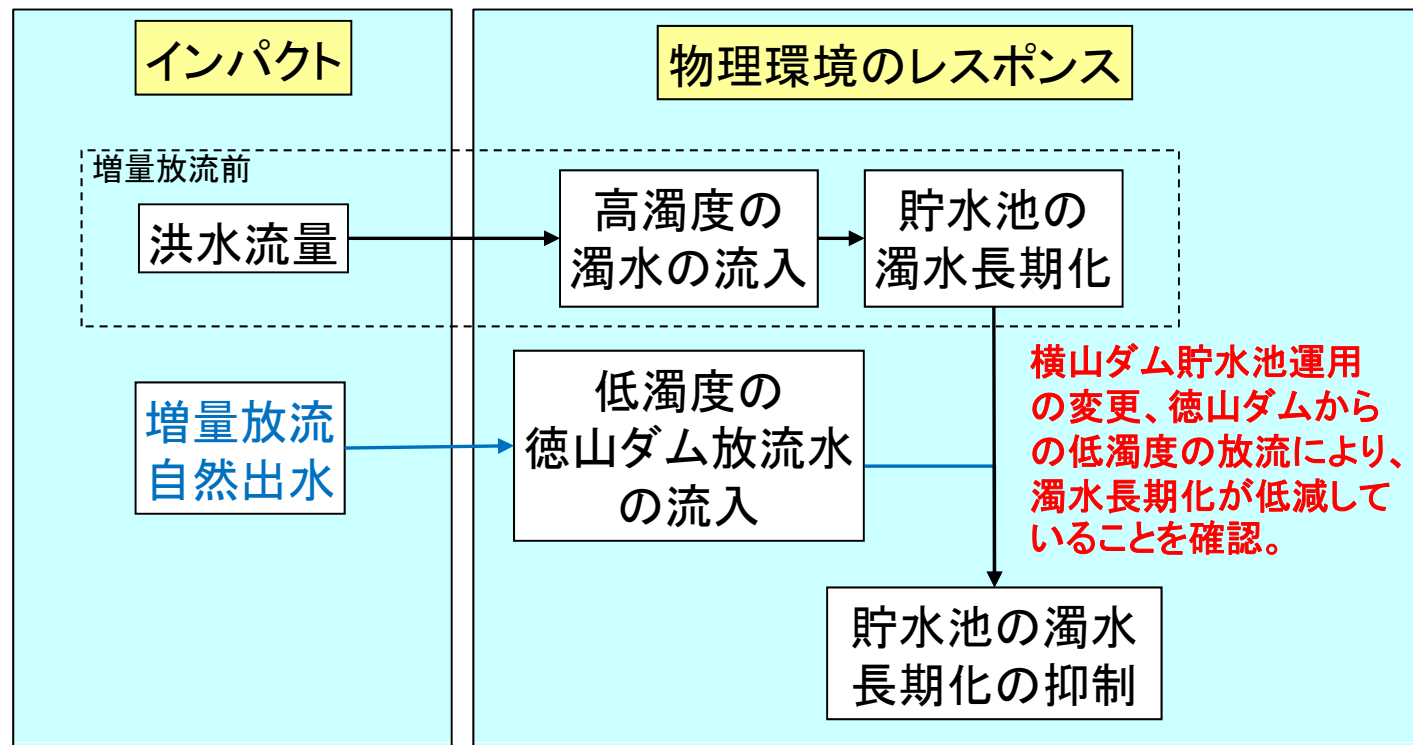 インパクト
物理環境のレスポンス
増量放流前
洪水流量
高濁度の
濁水の流入
貯水池の
濁水長期化
増量放流
自然出水
低濁度の
徳山ダム放流水
の流入
横山ダム貯水池運用
の変更、徳山ダムから
の低濁度の放流により、
濁水長期化が低減して
いることを確認。
貯水池の濁水
長期化の抑制